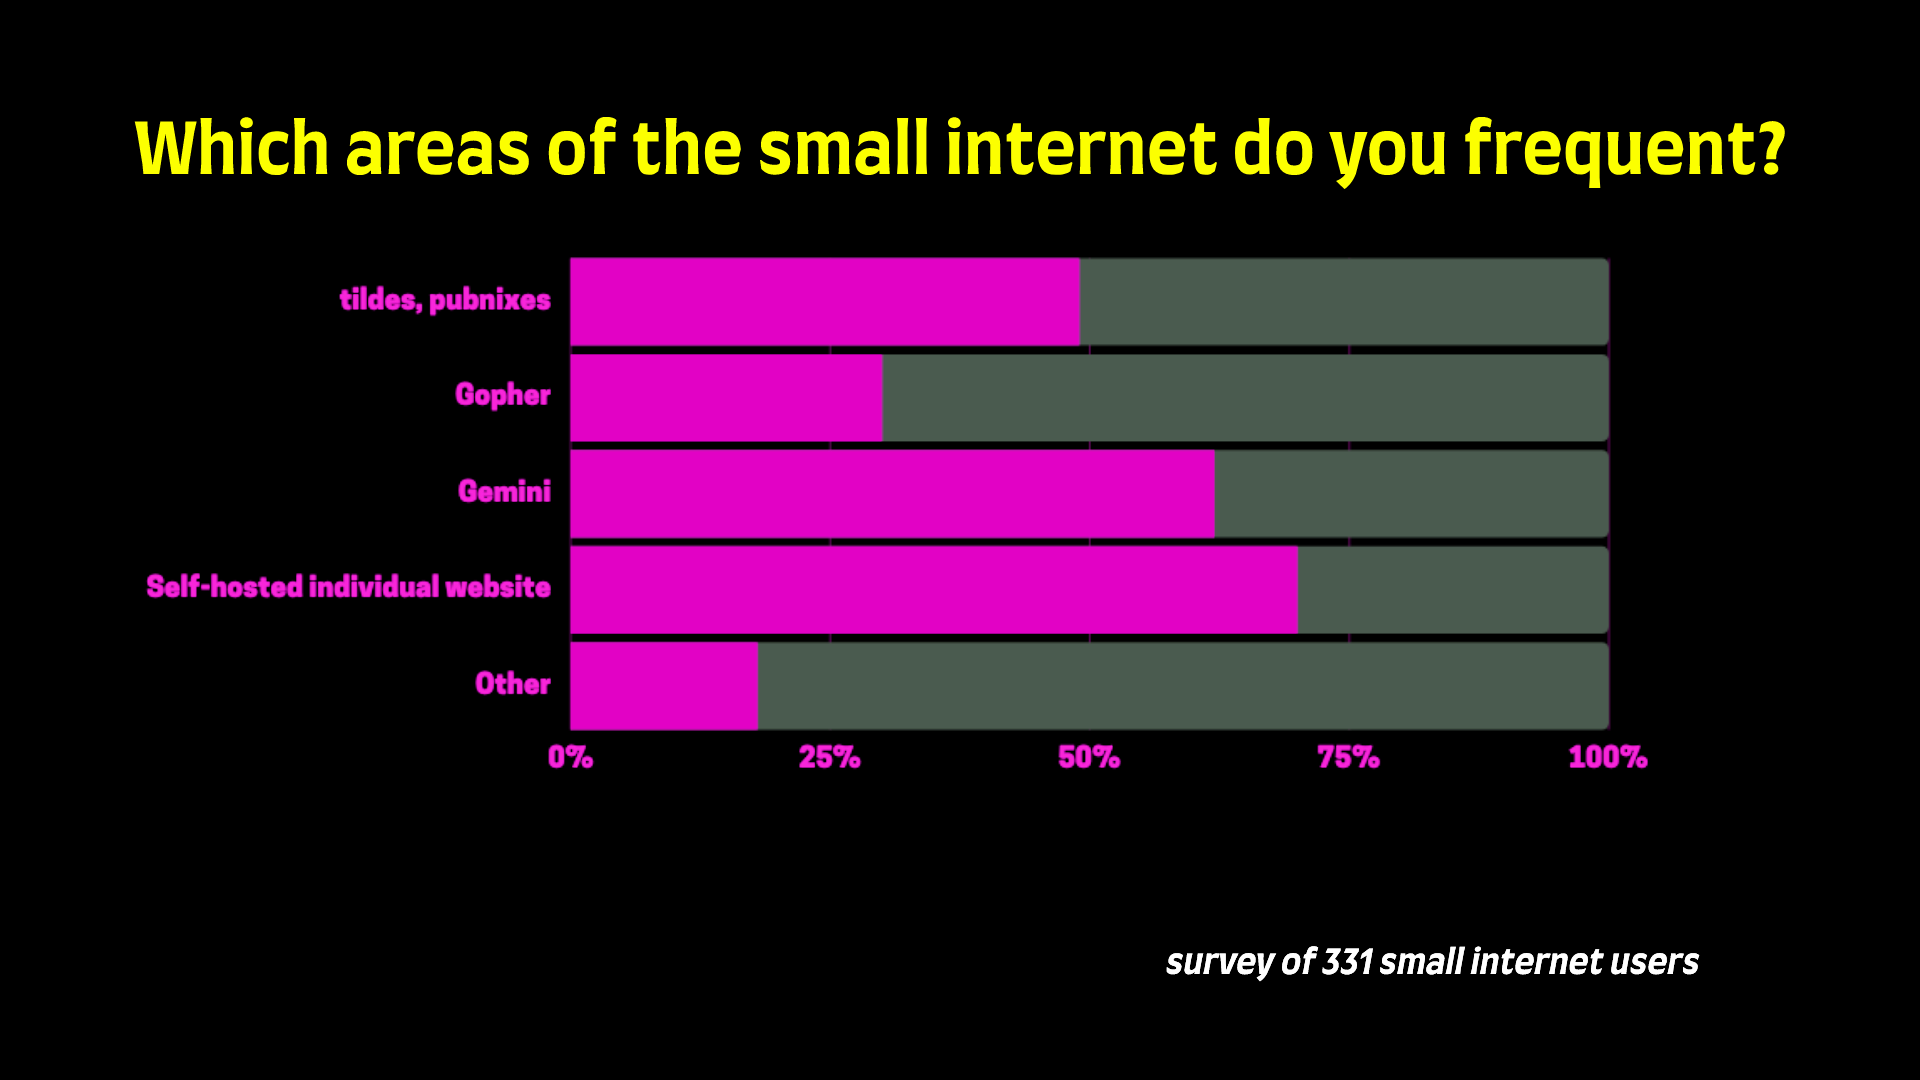 Which areas of the small internet do you frequent?
tildes, pubnixes
Gopher
Gemini
Self-hosted individual website
Other
0% 25% 50% 75% 100%
survey of 331 small internet users